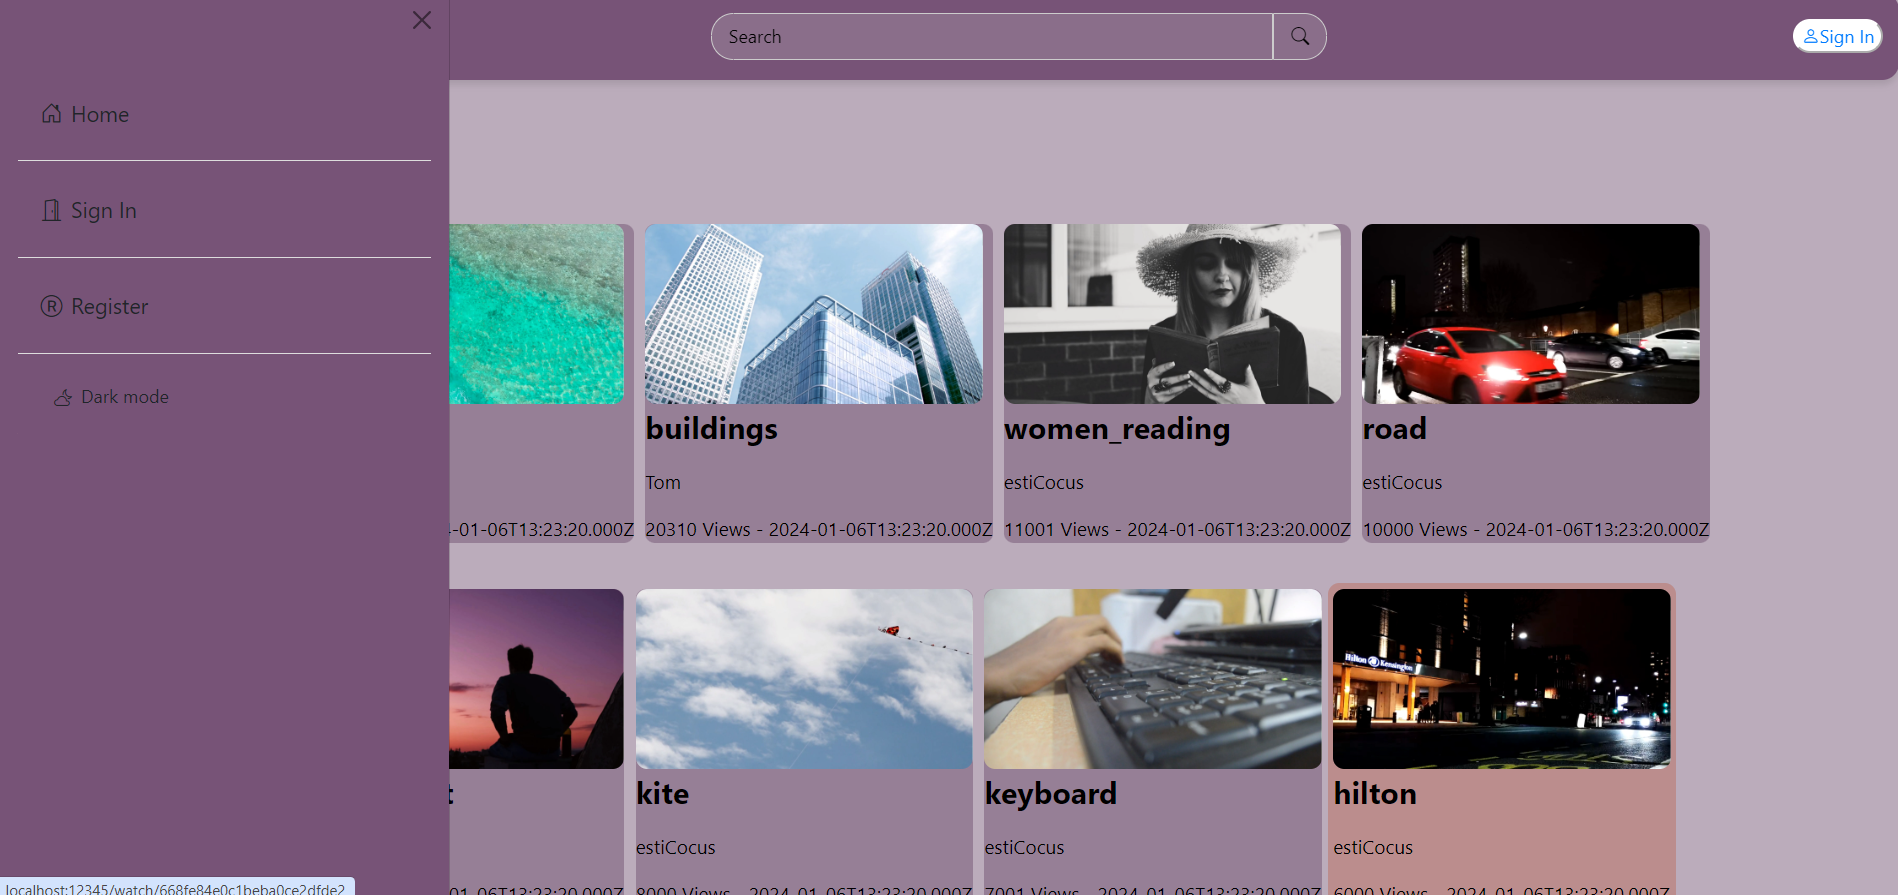 Search
Sign In
Home
Sign In
Register
Dark mode
buildings
women_reading
road
Tom
estiCocus
estiCocus
-01-06T13:23:20.000Z
20310 Views - 2024-01-06T13:23:20.000Z
11001 Views - 2024-01-06T13:23:20.000Z
10000 Views - 2024-01-06T13:23:20.000Z
Hilton Kensington
t
kite
keyboard
hilton
estiCocus
estiCocus
estiCocus
01-06T13:23:20.000Z
8000 Views - 2024-01-06T13:23:20.000Z
7001 Views - 2024-01-06T13:23:20.000Z
6000 Views - 2024-01-06T13:23:20.000Z
localhost:12345/watch/668fe84e0c1beba0ce2dfde2